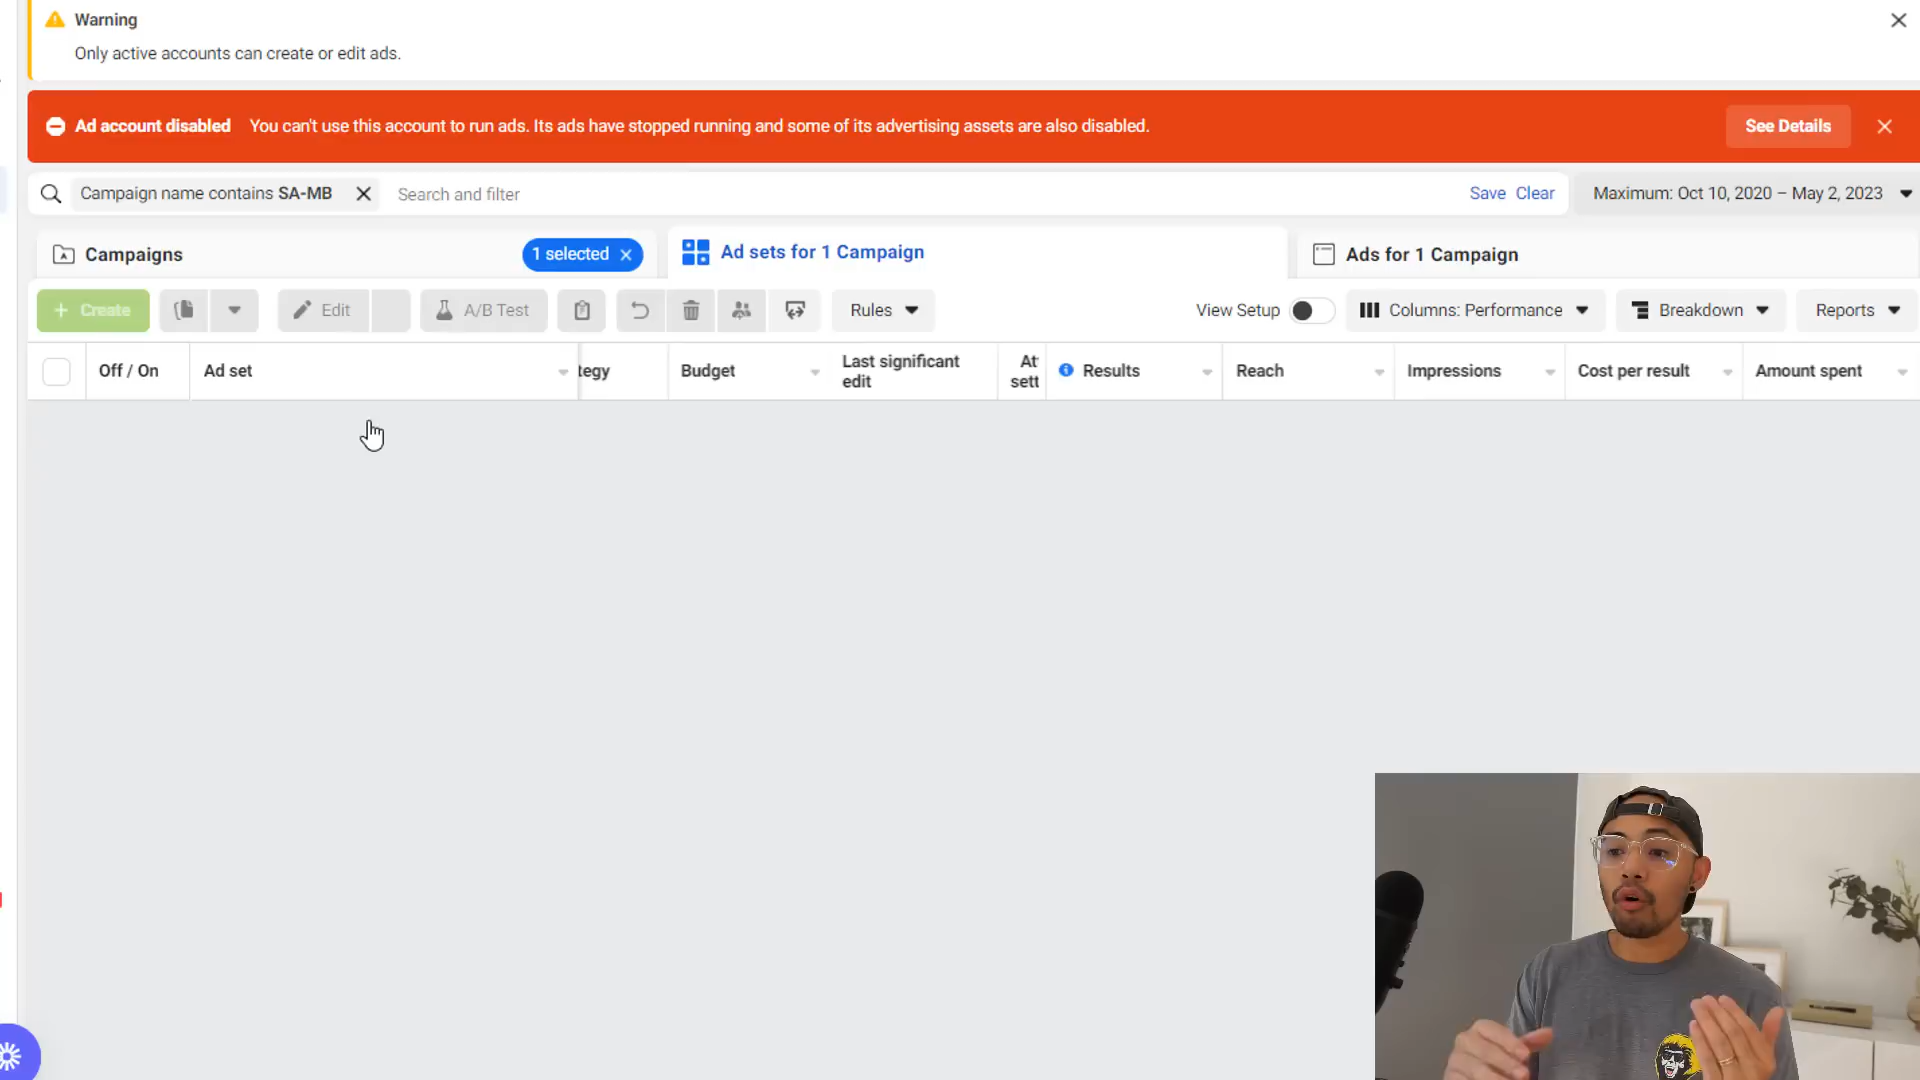 Warning
Only active accounts can create or edit ads.
Ad account disabled You can't use this account to run ads. Its ads have stopped running and some of its advertising assets are also disabled. See Details
Campaign name contains SA-MB Search and filter Save Clear Maximum: Oct 10, 2020 – May 2, 2023
Campaigns 1 selected Ad sets for 1 Campaign Ads for 1 Campaign
+ Create Edit A/B Test Rules View Setup Columns: Performance Breakdown Reports
Off / On Ad set tegy Budget Last significant edit At sett Results Reach Impressions Cost per result Amount spent